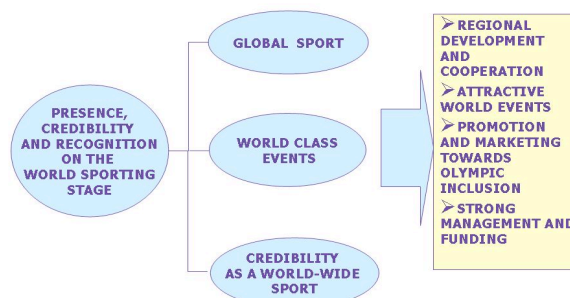 PRESENCE,
CREDIBILITY
AND RECOGNITION
ON THE
WORLD SPORTING
STAGE
GLOBAL SPORT
WORLD CLASS
EVENTS
CREDIBILITY
AS A WORLD-WIDE
SPORT
➢ REGIONAL
DEVELOPMENT
AND
COOPERATION
➢ ATTRACTIVE
WORLD EVENTS
➢ PROMOTION
AND MARKETING
TOWARDS
OLYMPIC
INCLUSION
➢ STRONG
MANAGEMENT AND
FUNDING